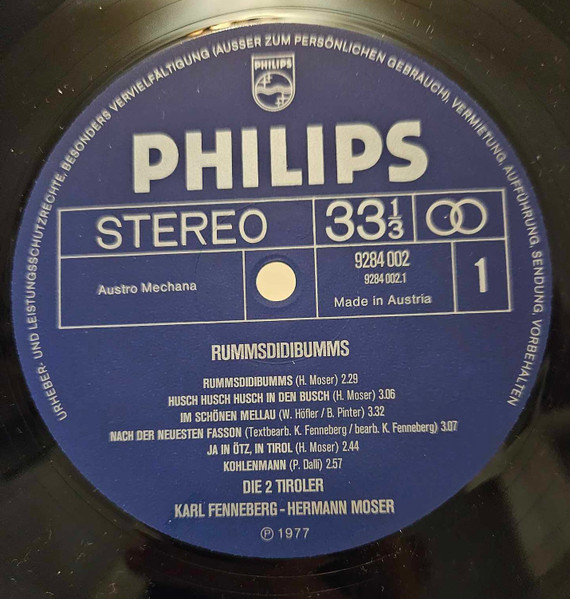 URHEBER- UND LEISTUNGSSCHUTZRECHTE, BESONDERS VERVIELFÄLTIGUNG (AUSSER ZUM PERSÖNLICHEN GEBRAUCH), VERMIETUNG, AUFFÜHRUNG, SENDUNG, VORBEHALTEN
PHILIPS
PHILIPS
STEREO 33 1/3
Austro Mechana
9284 002
9284 002.1
Made in Austria
1
RUMMSDIDIBUMMS
RUMMSDIDIBUMMS (H. Moser) 2.29
HUSCH HUSCH HUSCH IN DEN BUSCH (H. Moser) 3.06
IM SCHÖNEN MELLAU (W. Höfler / B. Pinter) 3.32
NACH DER NEUESTEN FASSON (Textbearb. K. Fenneberg / bearb. K. Fenneberg) 3.07
JA IN ÖTZ, IN TIROL (H. Moser) 2.44
KOHLENMANN (P. Dalli) 2.57
DIE 2 TIROLER
KARL FENNEBERG - HERMANN MOSER
℗ 1977